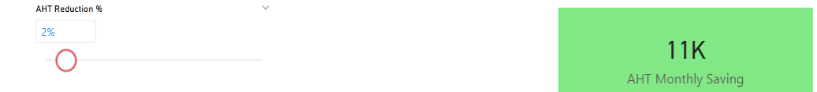 AHT Reduction %
2%
11K
AHT Monthly Saving